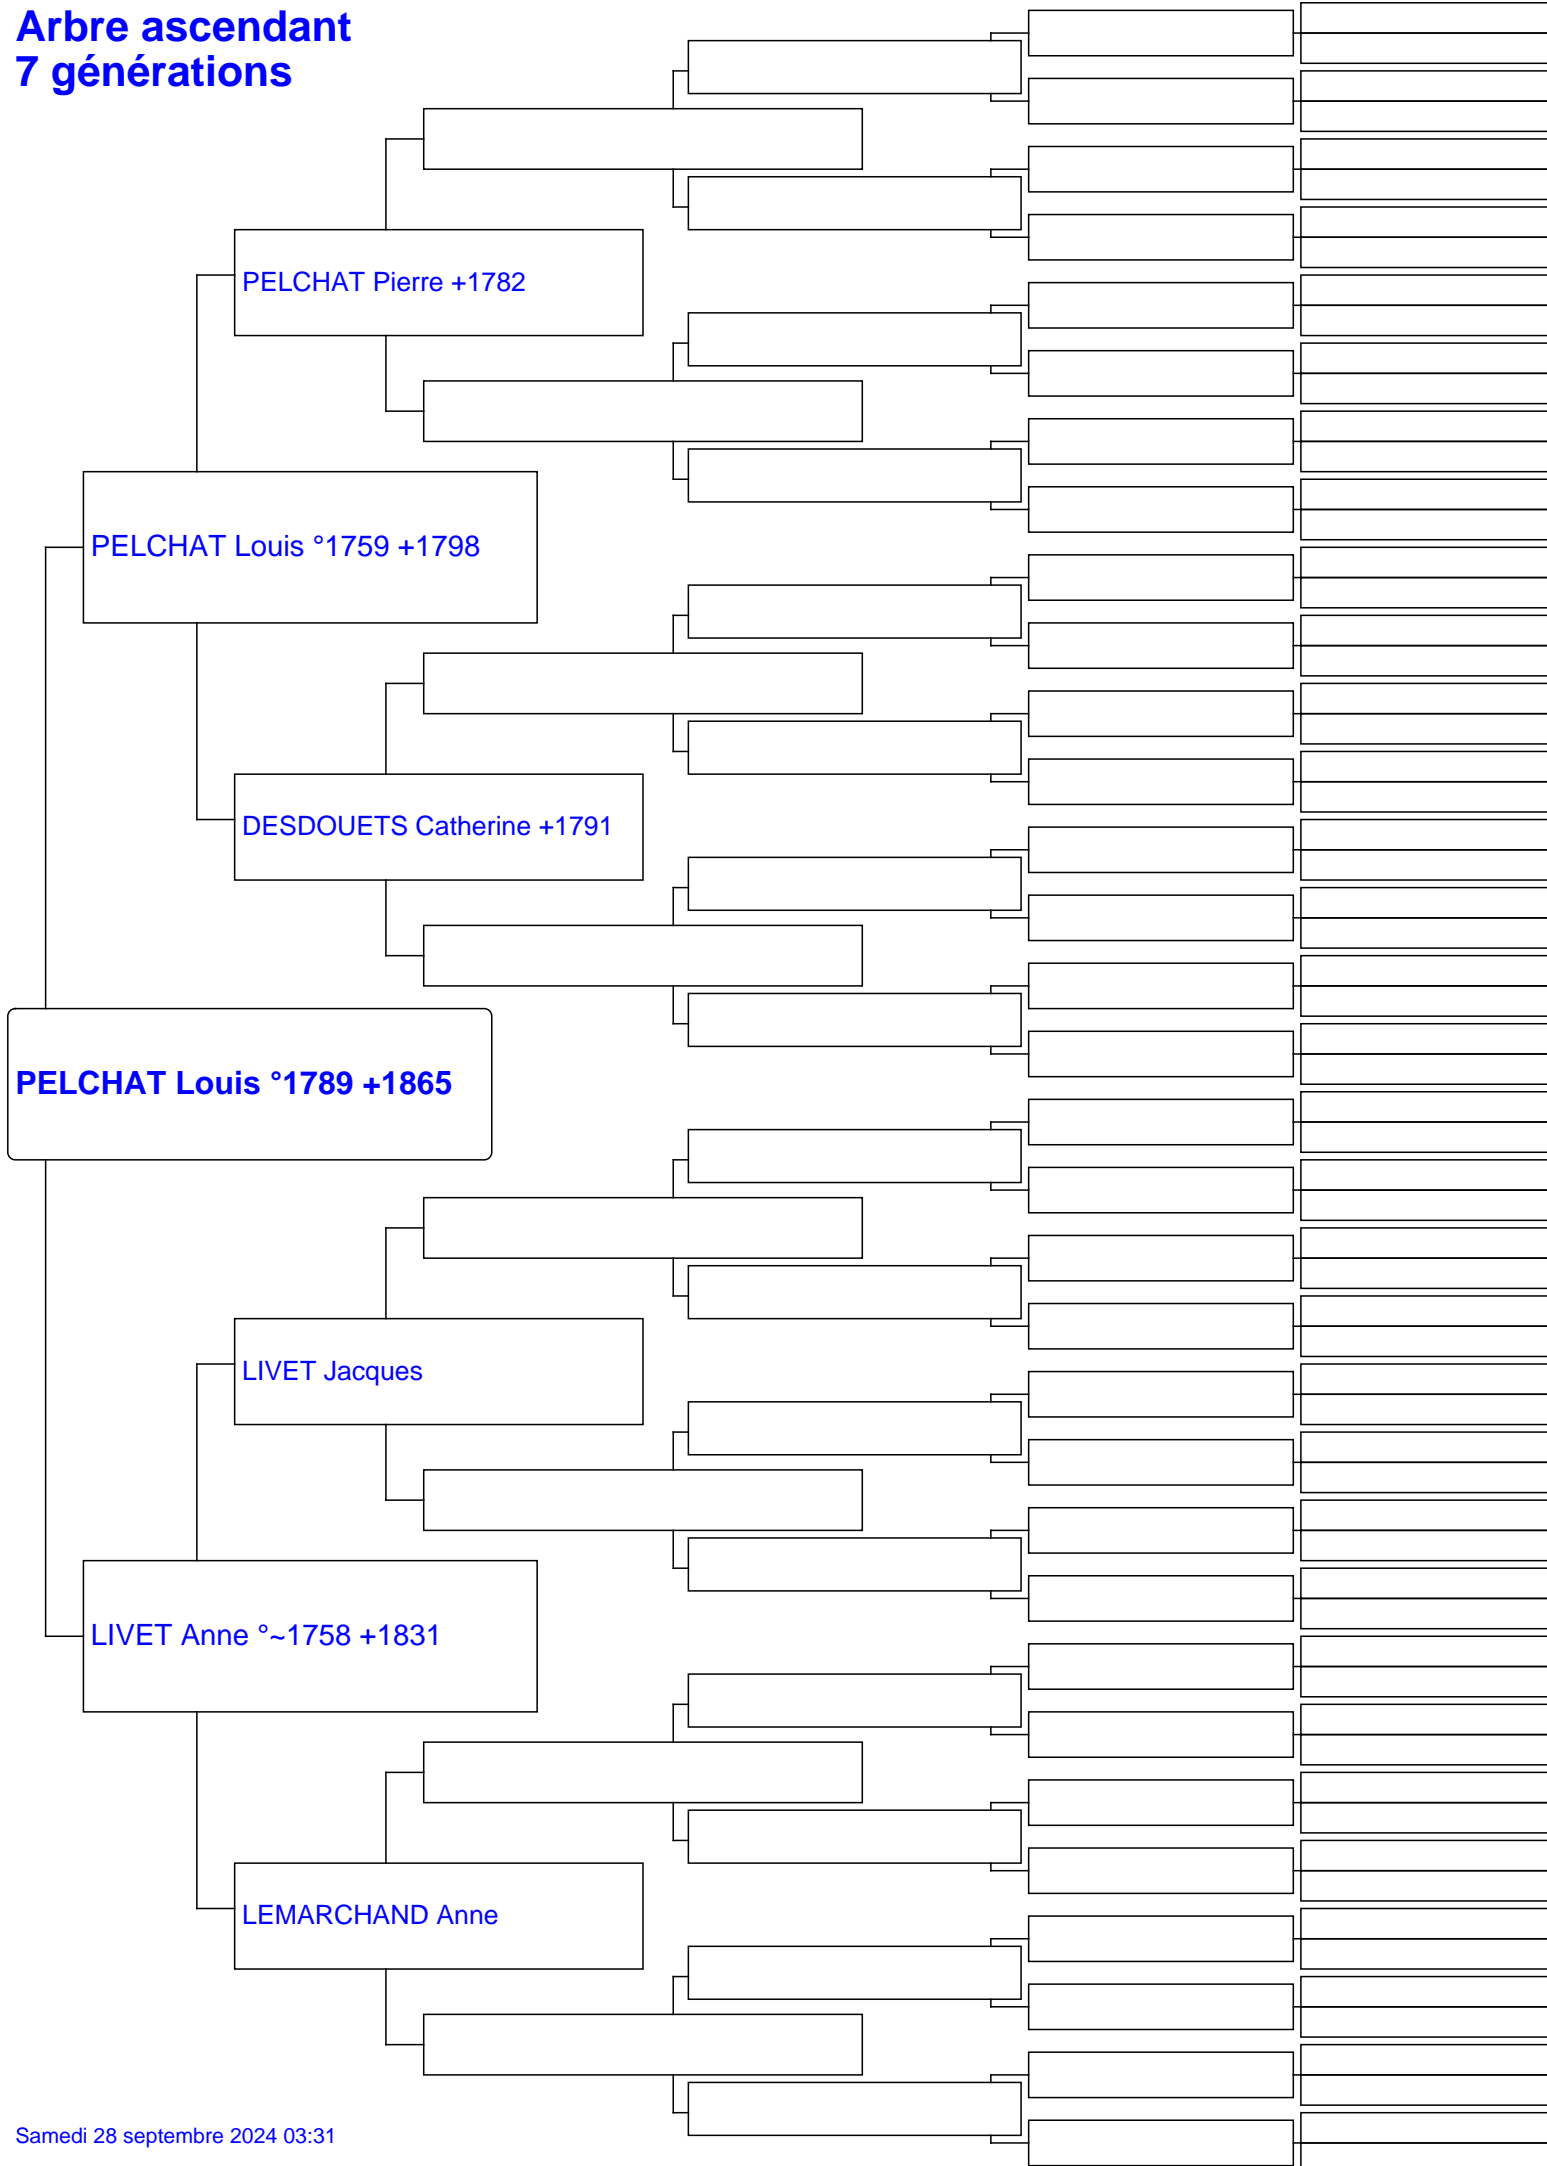 Arbre ascendant
7 générations
PELCHAT Pierre +1782
PELCHAT Louis °1759 +1798
DESDOUETS Catherine +1791
PELCHAT Louis °1789 +1865
LIVET Jacques
LIVET Anne °~1758 +1831
LEMARCHAND Anne
Samedi 28 septembre 2024 03:31